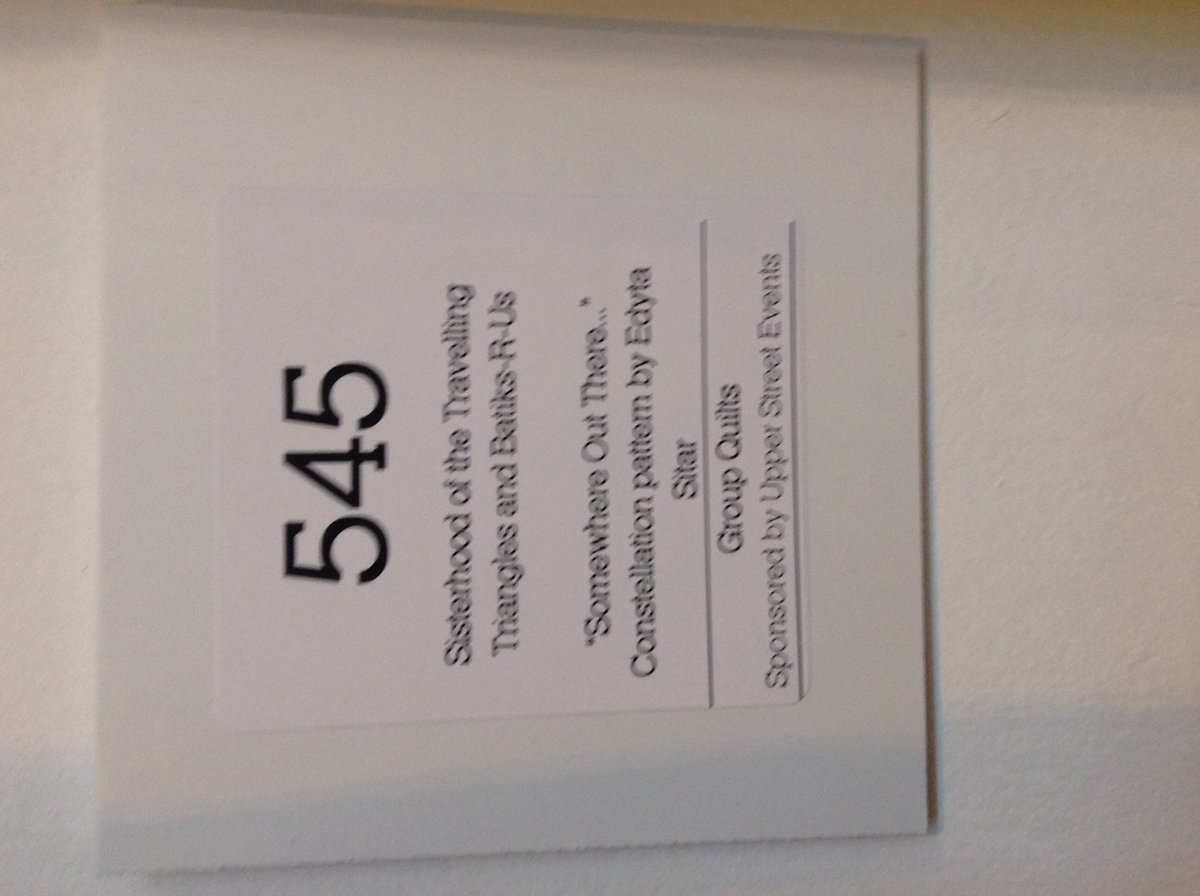 545
Sisterhood of the Travelling
Triangles and Batiks-R-Us
"Somewhere Out There..."
Constellation pattern by Edyta
Sitar
Group Quilts
Sponsored by Upper Street Events